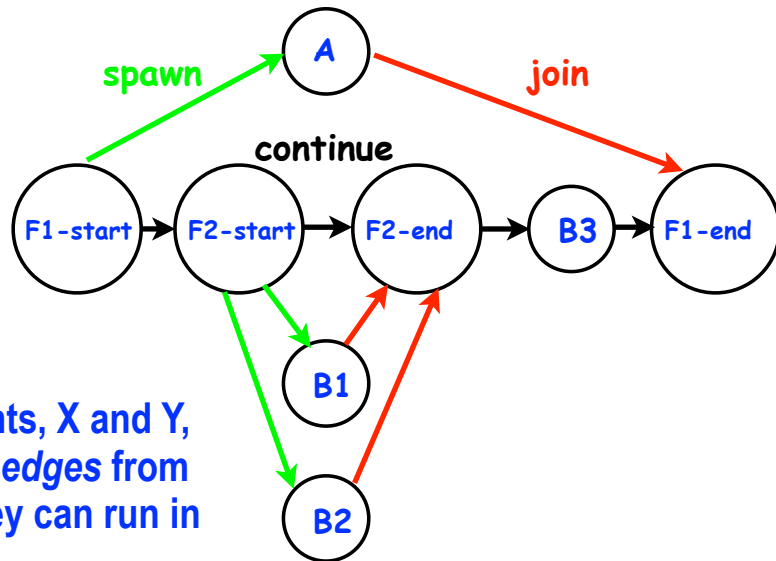 A
spawn
join
continue
F1-start
F2-start
F2-end
B3
F1-end
B1
nts, X and Y,
edges from
ey can run in
B2